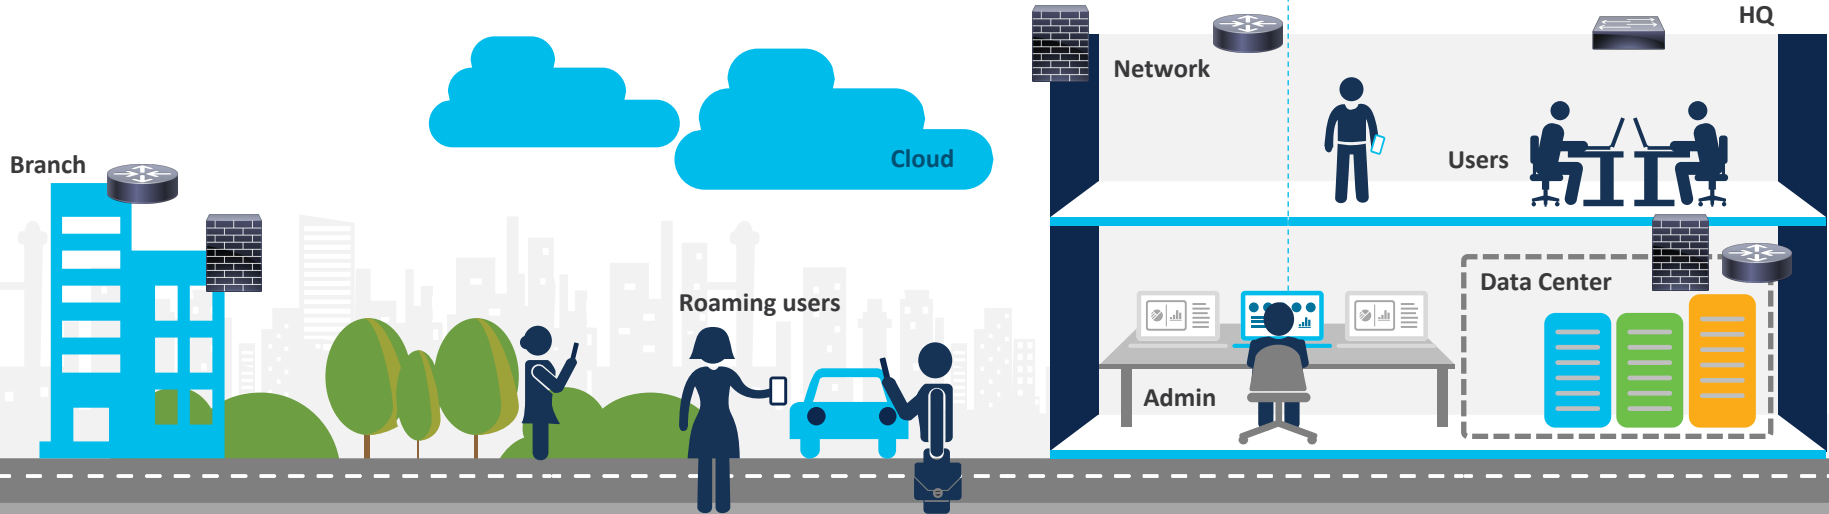 HQ
Network
Branch
Cloud
Users
Data Center
Roaming users
Admin